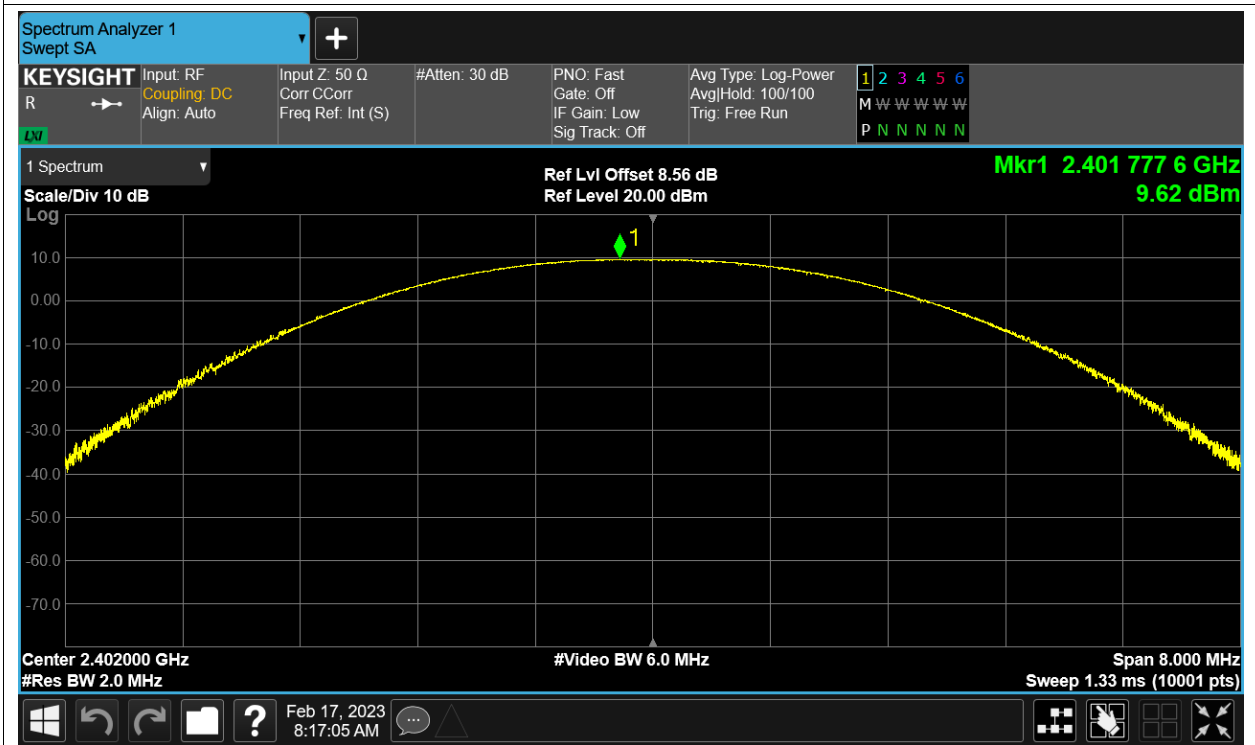 Spectrum Analyzer 1
Swept SA
KEYSIGHT
R
LXI
Input: RF
Coupling: DC
Align: Auto
Input Z: 50 Ω
Corr CCorr
Freq Ref: Int (S)
#Atten: 30 dB
PNO: Fast
Gate: Off
IF Gain: Low
Sig Track: Off
Avg Type: Log-Power
Avg|Hold: 100/100
Trig: Free Run
1 2 3 4 5 6
M W W W W W
P N N N N N
1 Spectrum
Scale/Div 10 dB
Ref Lvl Offset 8.56 dB
Ref Level 20.00 dBm
Mkr1 2.401 777 6 GHz
9.62 dBm
Log
1
10.0
0.00
-10.0
-20.0
-30.0
-40.0
-50.0
-60.0
-70.0
Center 2.402000 GHz
#Video BW 6.0 MHz
Span 8.000 MHz
#Res BW 2.0 MHz
Sweep 1.33 ms (10001 pts)
?
Feb 17, 2023
8:17:05 AM